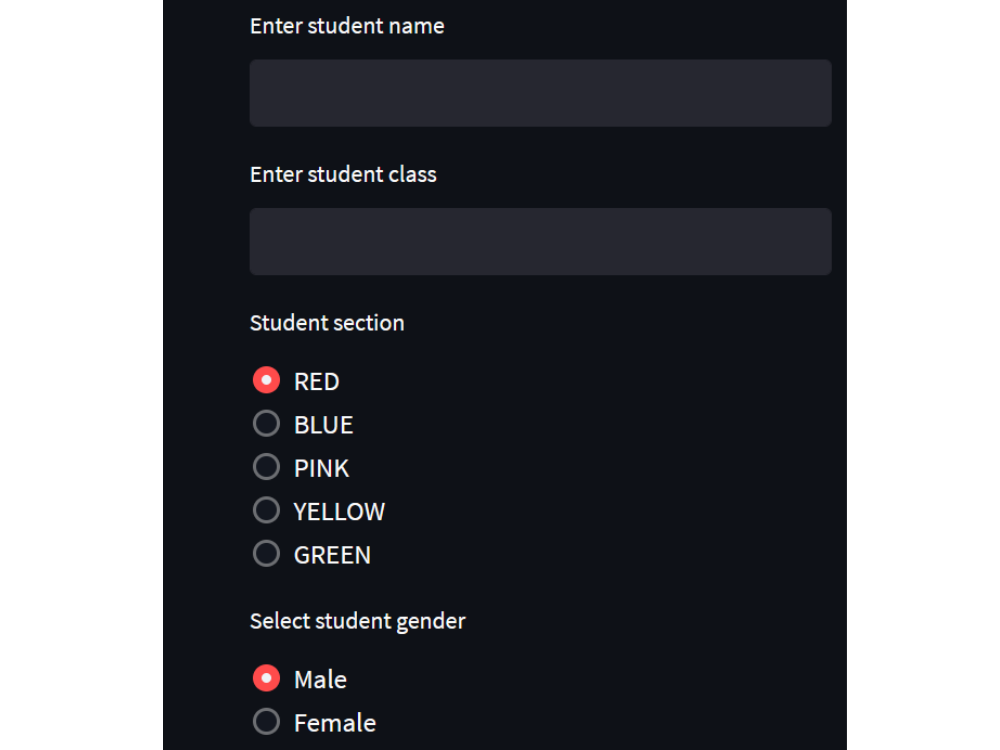 Enter student name
Enter student class
Student section
RED
BLUE
PINK
YELLOW
GREEN
Select student gender
Male
Female